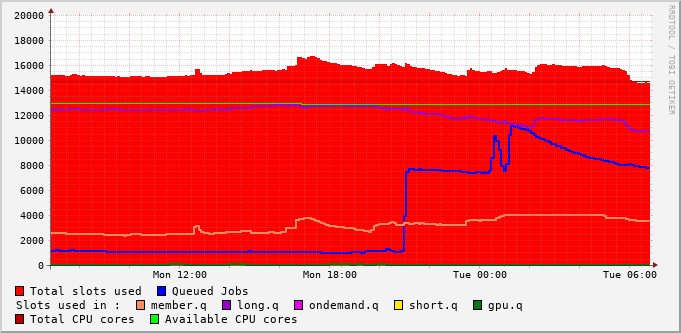 20000
18000
16000
14000
12000
10000
8000
6000
4000
2000
0
Mon 12:00 Mon 18:00 Tue 00:00 Tue 06:00
RRDTOOL / TOBI OETIKER
Total slots used Queued Jobs
Slots used in : member.q long.q ondemand.q short.q gpu.q
Total CPU cores Available CPU cores